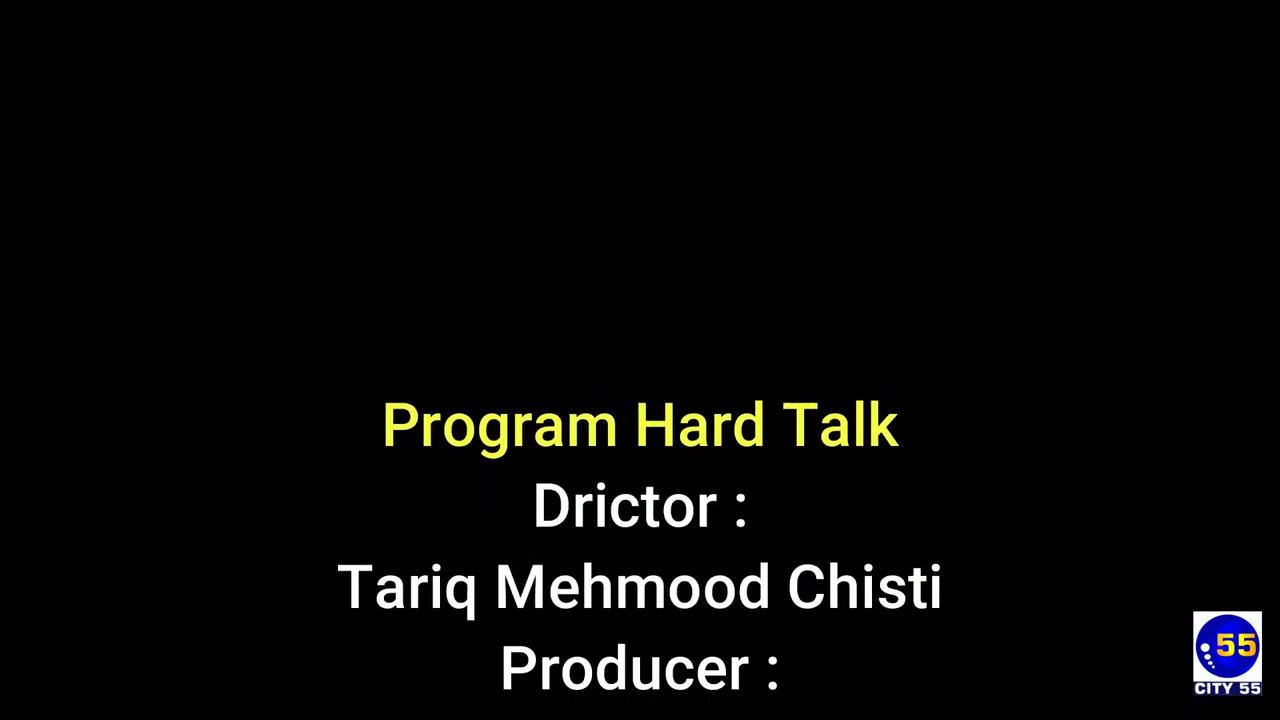 Program Hard Talk
Drictor :
Tariq Mehmood Chisti
Producer :
55
CITY 55